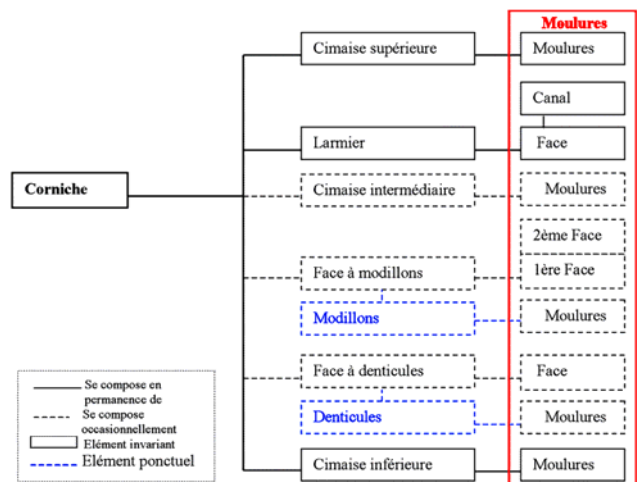 Moulures
Cimaise supérieure
Moulures
Canal
Larmier
Face
Corniche
Cimaise intermédiaire
Moulures
2ème Face
Face à modillons
1ère Face
Modillons
Moulures
Face à denticules
Face
Denticules
Moulures
Cimaise inférieure
Moulures
Se compose en
permanence de
Se compose
occasionnellement
Elément invariant
Elément ponctuel